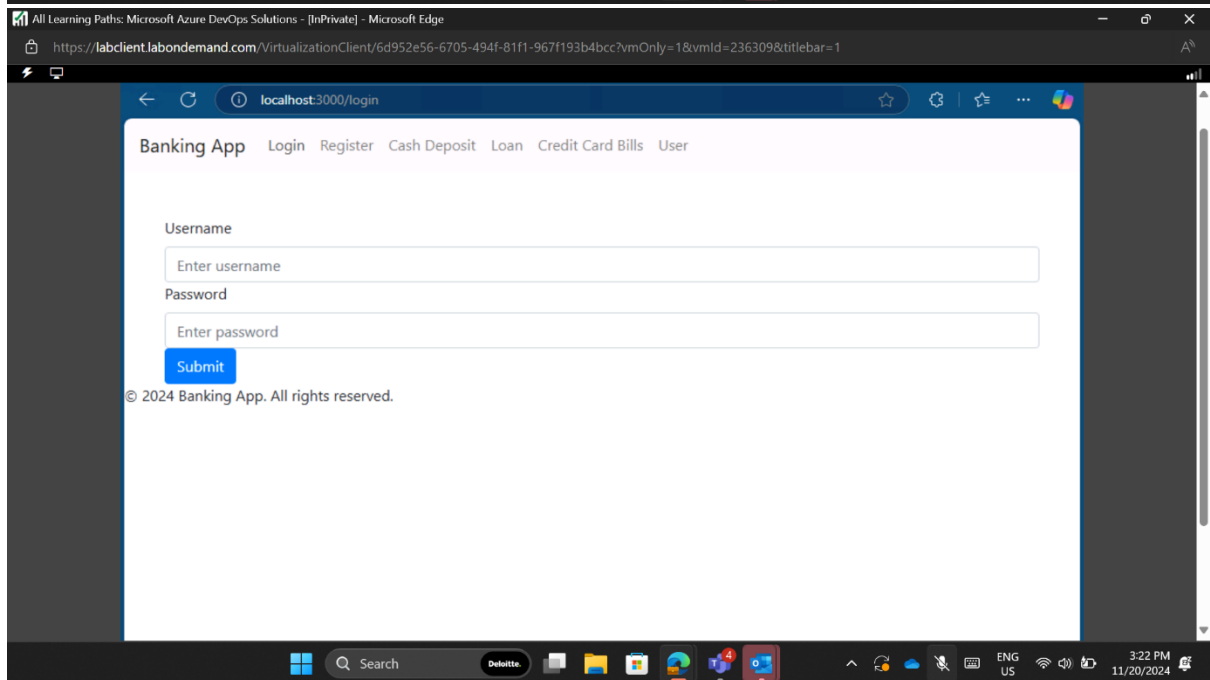 All Learning Paths: Microsoft Azure DevOps Solutions - [InPrivate] - Microsoft Edge
https://labclient.labondemand.com/VirtualizationClient/6d952e56-6705-494f-81f1-967f193b4bcc?vmOnly=1&vmId=236309&titlebar=1
localhost:3000/login
Banking App Login Register Cash Deposit Loan Credit Card Bills User
Username
Enter username
Password
Enter password
Submit
© 2024 Banking App. All rights reserved.
Search Deloitte. 4 ENG 3:22 PM
US 11/20/2024